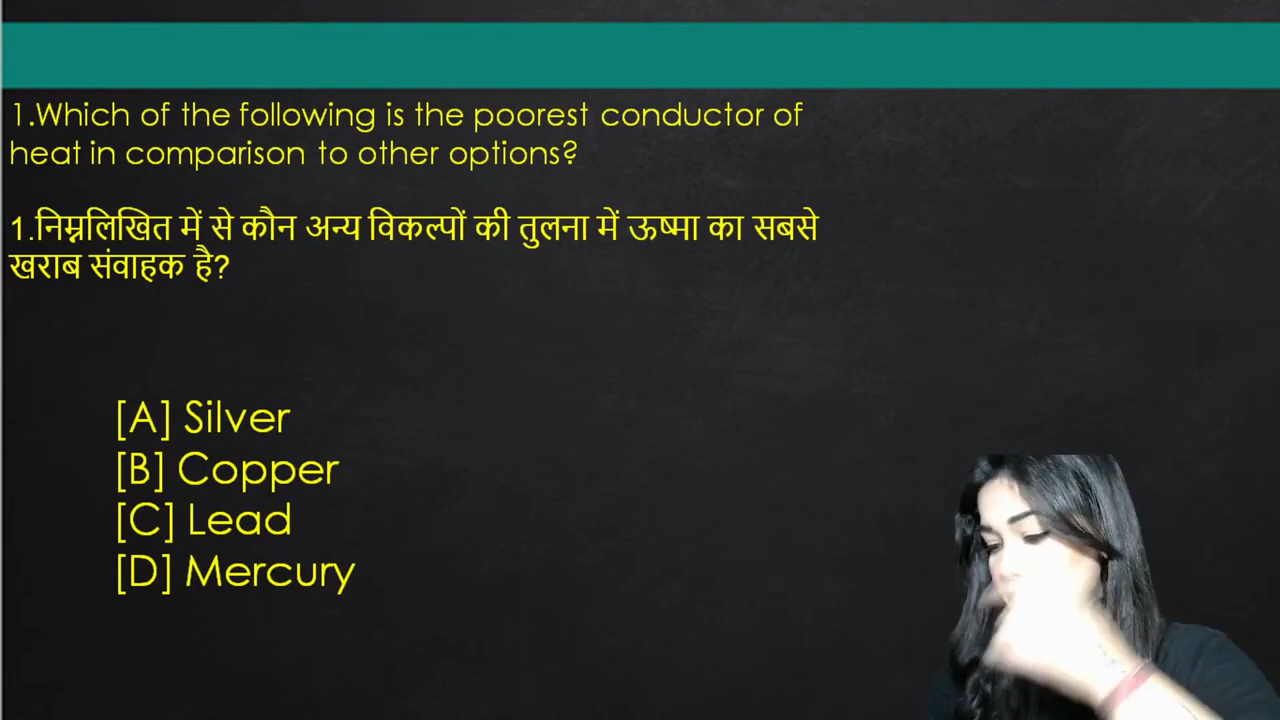 1.Which of the following is the poorest conductor of
heat in comparison to other options?
1.निम्नलिखित में से कौन अन्य विकल्पों की तुलना में ऊष्मा का सबसे
खराब संवाहक है?
[A] Silver
[B] Copper
[C] Lead
[D] Mercury